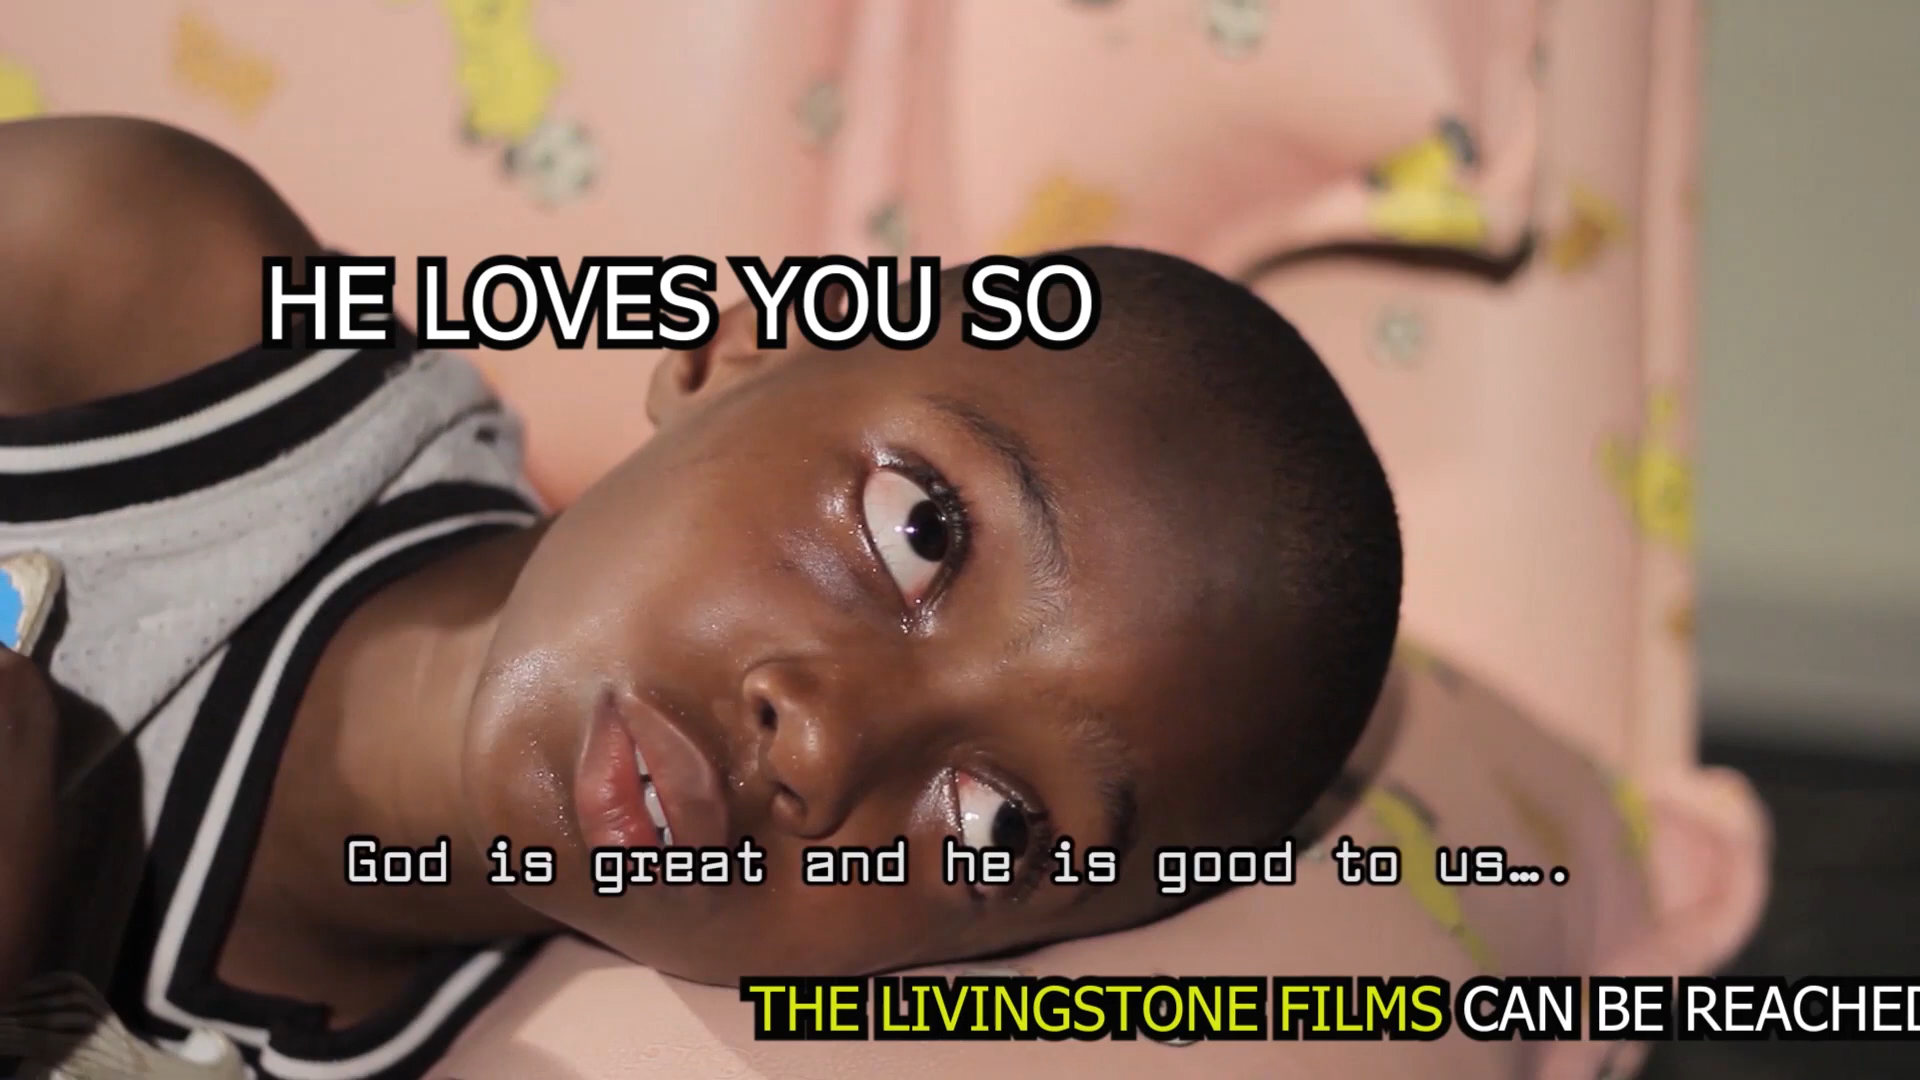 HE LOVES YOU SO
God is great and he is good to us....
THE LIVINGSTONE FILMS CAN BE REACHED